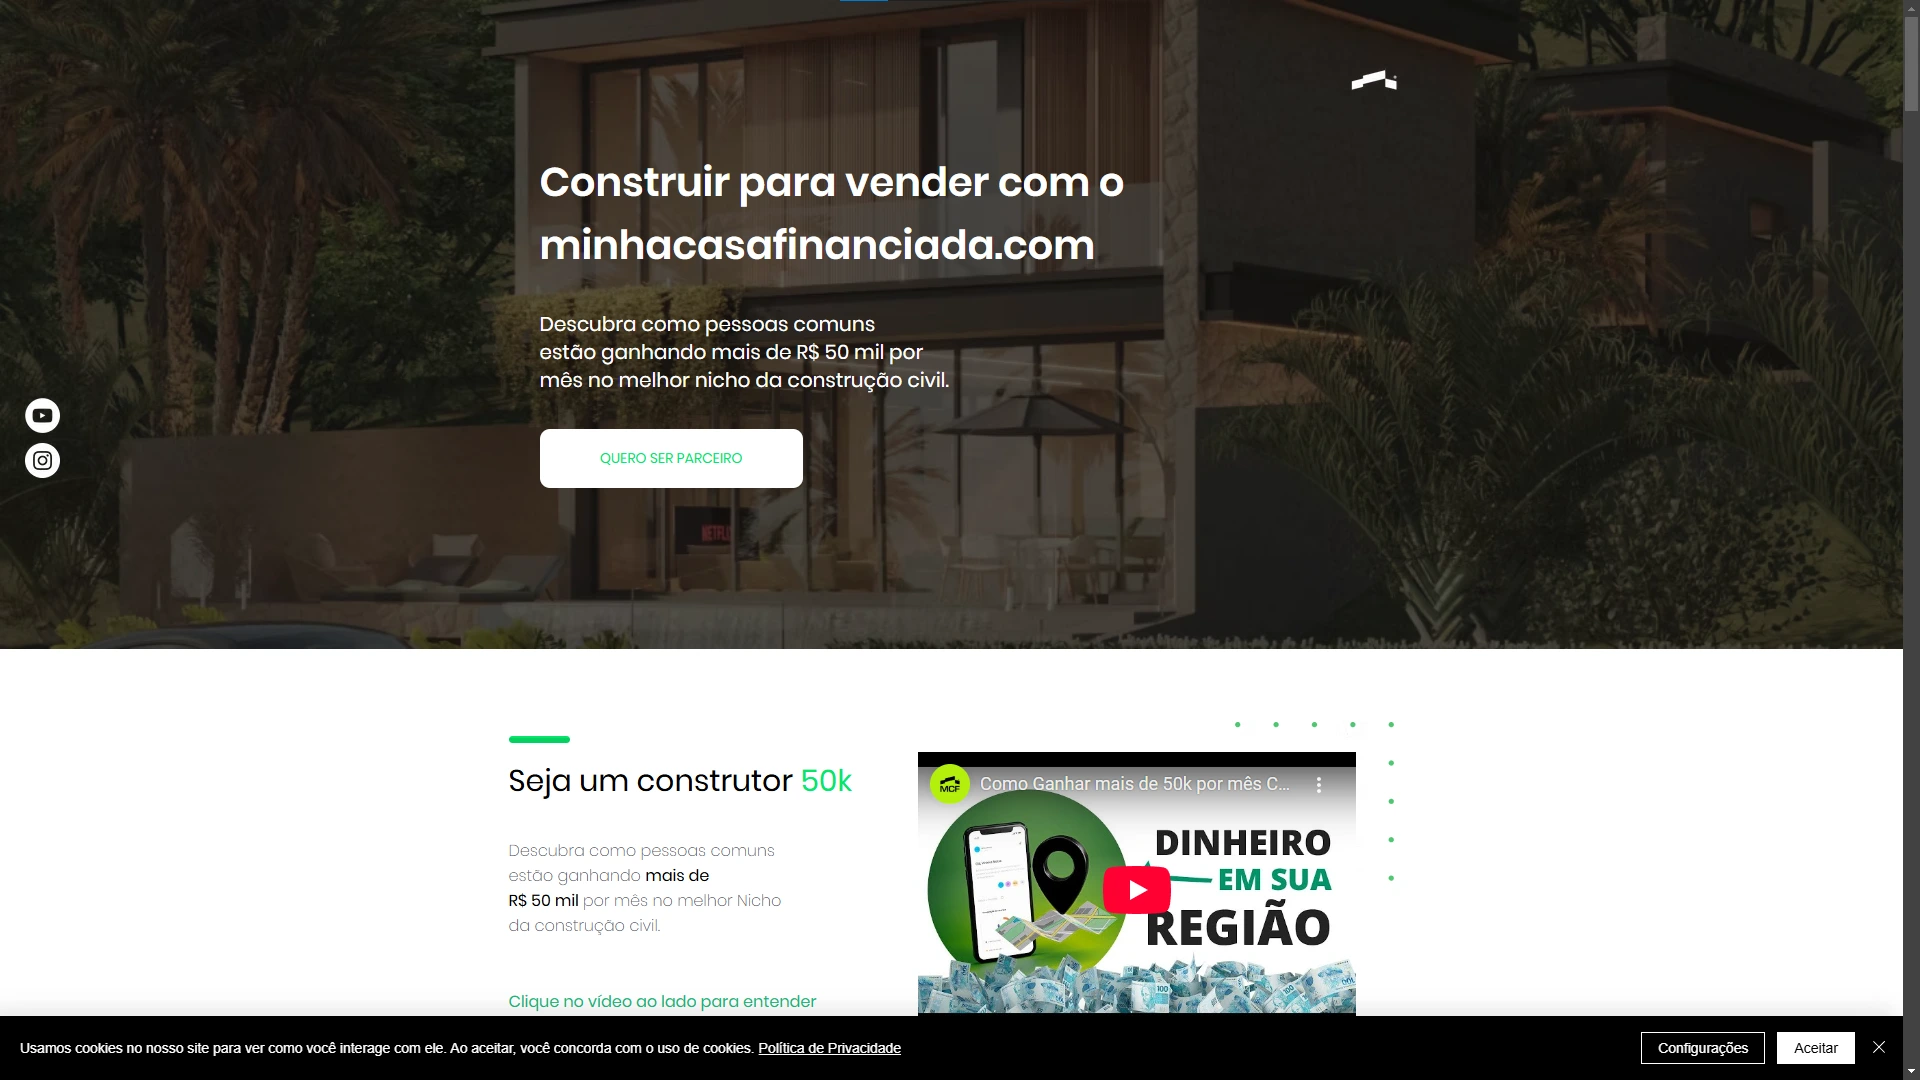 Construir para vender com o
minhacasafinanciada.com
Descubra como pessoas comuns
estão ganhando mais de R$ 50 mil por
mês no melhor nicho da construção civil.
QUERO SER PARCEIRO
Seja um construtor 50k
Descubra como pessoas comuns
estão ganhando mais de
R$ 50 mil por mês no melhor Nicho
da construção civil.
Clique no vídeo ao lado para entender
MCF
Como Ganhar mais de 50k por mês C...
DINHEIRO
EM SUA
REGIÃO
Usamos cookies no nosso site para ver como você interage com ele. Ao aceitar, você concorda com o uso de cookies. Política de Privacidade
Configurações
Aceitar